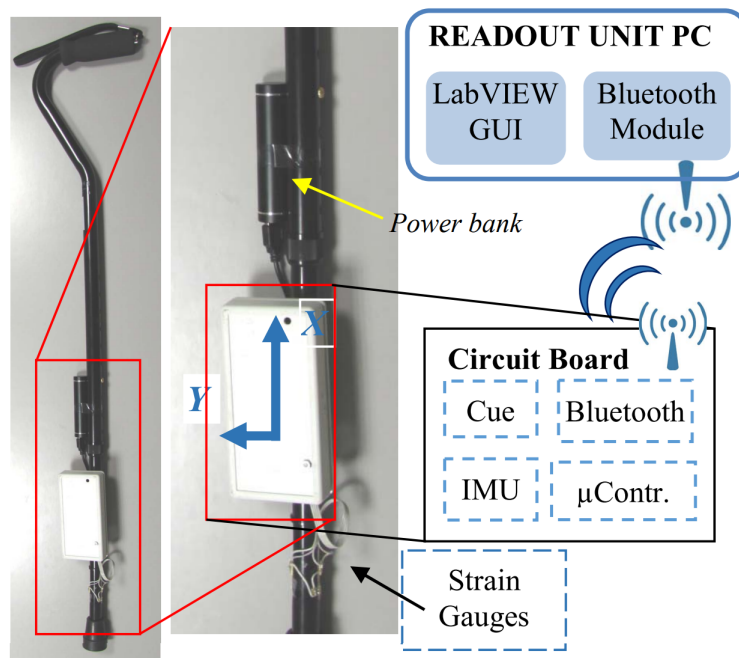 READOUT UNIT PC
LabVIEW
GUI
Bluetooth
Module
Power bank
X
Y
Circuit Board
Cue
Bluetooth
IMU
µContr.
Strain
Gauges